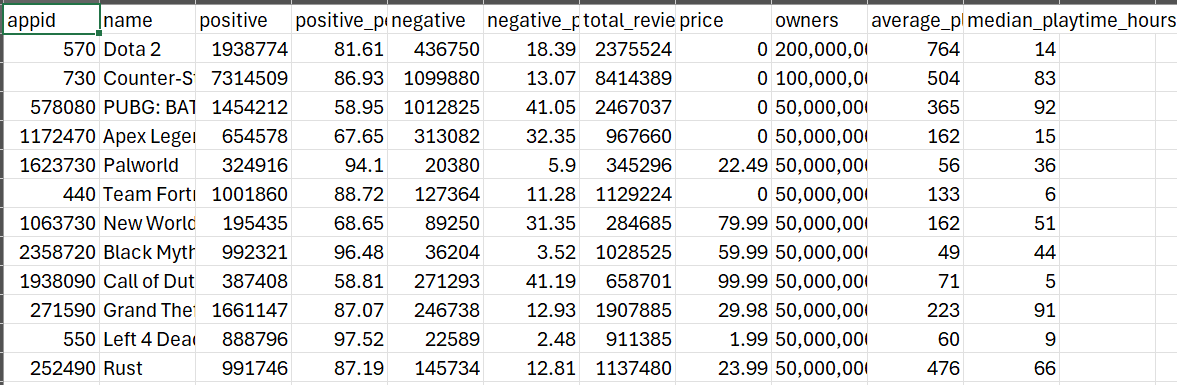 appid name positive positive_p negative negative_p total_revie price owners average_pl median_playtime_hours
570 Dota 2 1938774 81.61 436750 18.39 2375524 0 200,000,0 764 14
730 Counter-S 7314509 86.93 1099880 13.07 8414389 0 100,000,0 504 83
578080 PUBG: BAT 1454212 58.95 1012825 41.05 2467037 0 50,000,00 365 92
1172470 Apex Leger 654578 67.65 313082 32.35 967660 0 50,000,00 162 15
1623730 Palworld 324916 94.1 20380 5.9 345296 22.49 50,000,00 56 36
440 Team Fort 1001860 88.72 127364 11.28 1129224 0 50,000,00 133 6
1063730 New World 195435 68.65 89250 31.35 284685 79.99 50,000,00 162 51
2358720 Black Myth 992321 96.48 36204 3.52 1028525 59.99 50,000,00 49 44
1938090 Call of Dut 387408 58.81 271293 41.19 658701 99.99 50,000,00 71 5
271590 Grand The 1661147 87.07 246738 12.93 1907885 29.98 50,000,00 223 91
550 Left 4 Dea 888796 97.52 22589 2.48 911385 1.99 50,000,00 60 9
252490 Rust 991746 87.19 145734 12.81 1137480 23.99 50,000,00 476 66